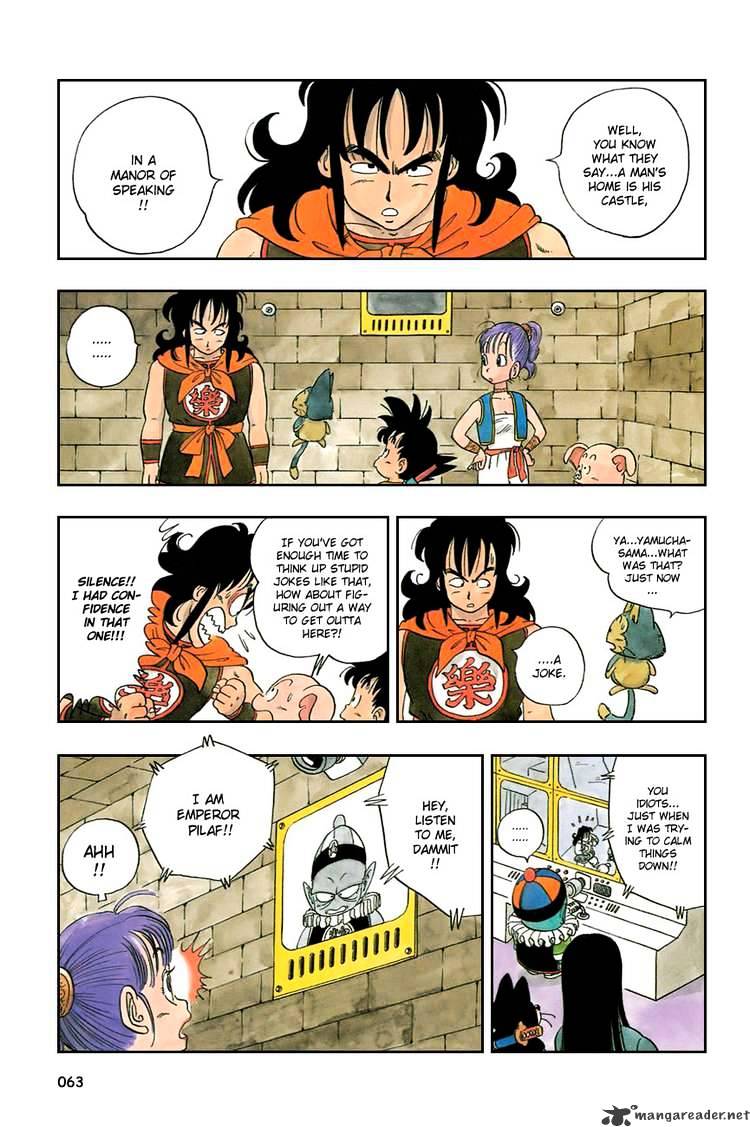 WELL,
YOU KNOW
WHAT THEY
SAY...A MAN'S
HOME IS HIS
CASTLE,
IN A
MANOR OF
SPEAKING
!!
.....
.....
樂
YA...YAMUCHA-
SAMA...WHAT
WAS THAT?
JUST NOW
...
....A
JOKE.
樂
IF YOU'VE GOT
ENOUGH TIME TO
THINK UP STUPID
JOKES LIKE THAT,
HOW ABOUT FIG-
URING OUT A WAY
TO GET OUTTA
HERE?!
SILENCE!!
I HAD CON-
FIDENCE
IN THAT
ONE!!!
樂
YOU
IDIOTS...
JUST WHEN
I WAS TRY-
ING TO CALM
THINGS
DOWN!!
.....
HEY,
LISTEN
TO ME,
DAMMIT
!!
I AM
EMPEROR
PILAF!!
AHH
!!
063
mangareader.net